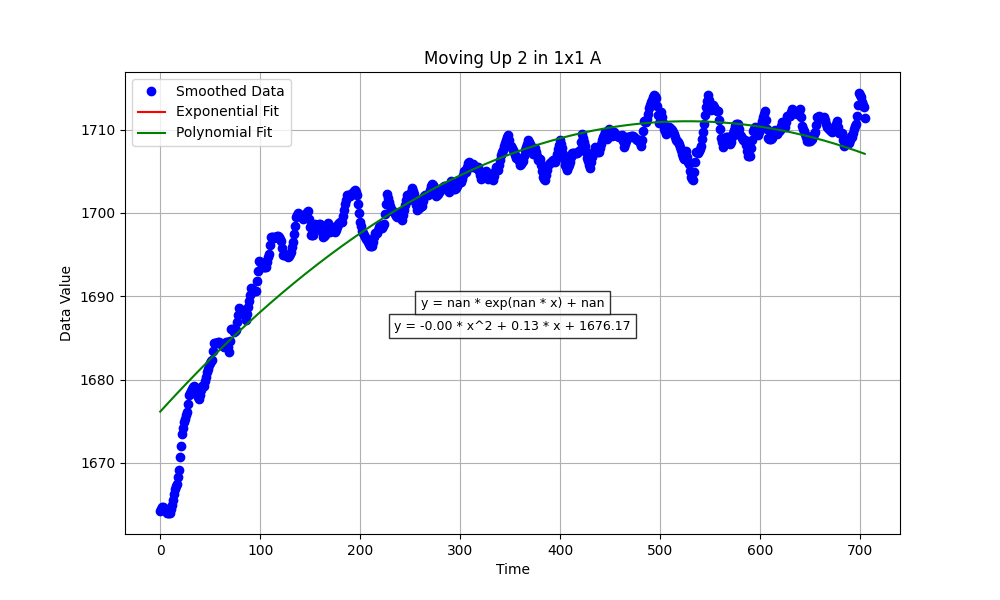 Moving Up 2 in 1x1 A
Smoothed Data
Exponential Fit
Polynomial Fit
1710
1700
1690
1680
1670
Data Value
y = nan * exp(nan * x) + nan
y = -0.00 * x^2 + 0.13 * x + 1676.17
0 100 200 300 400 500 600 700
Time